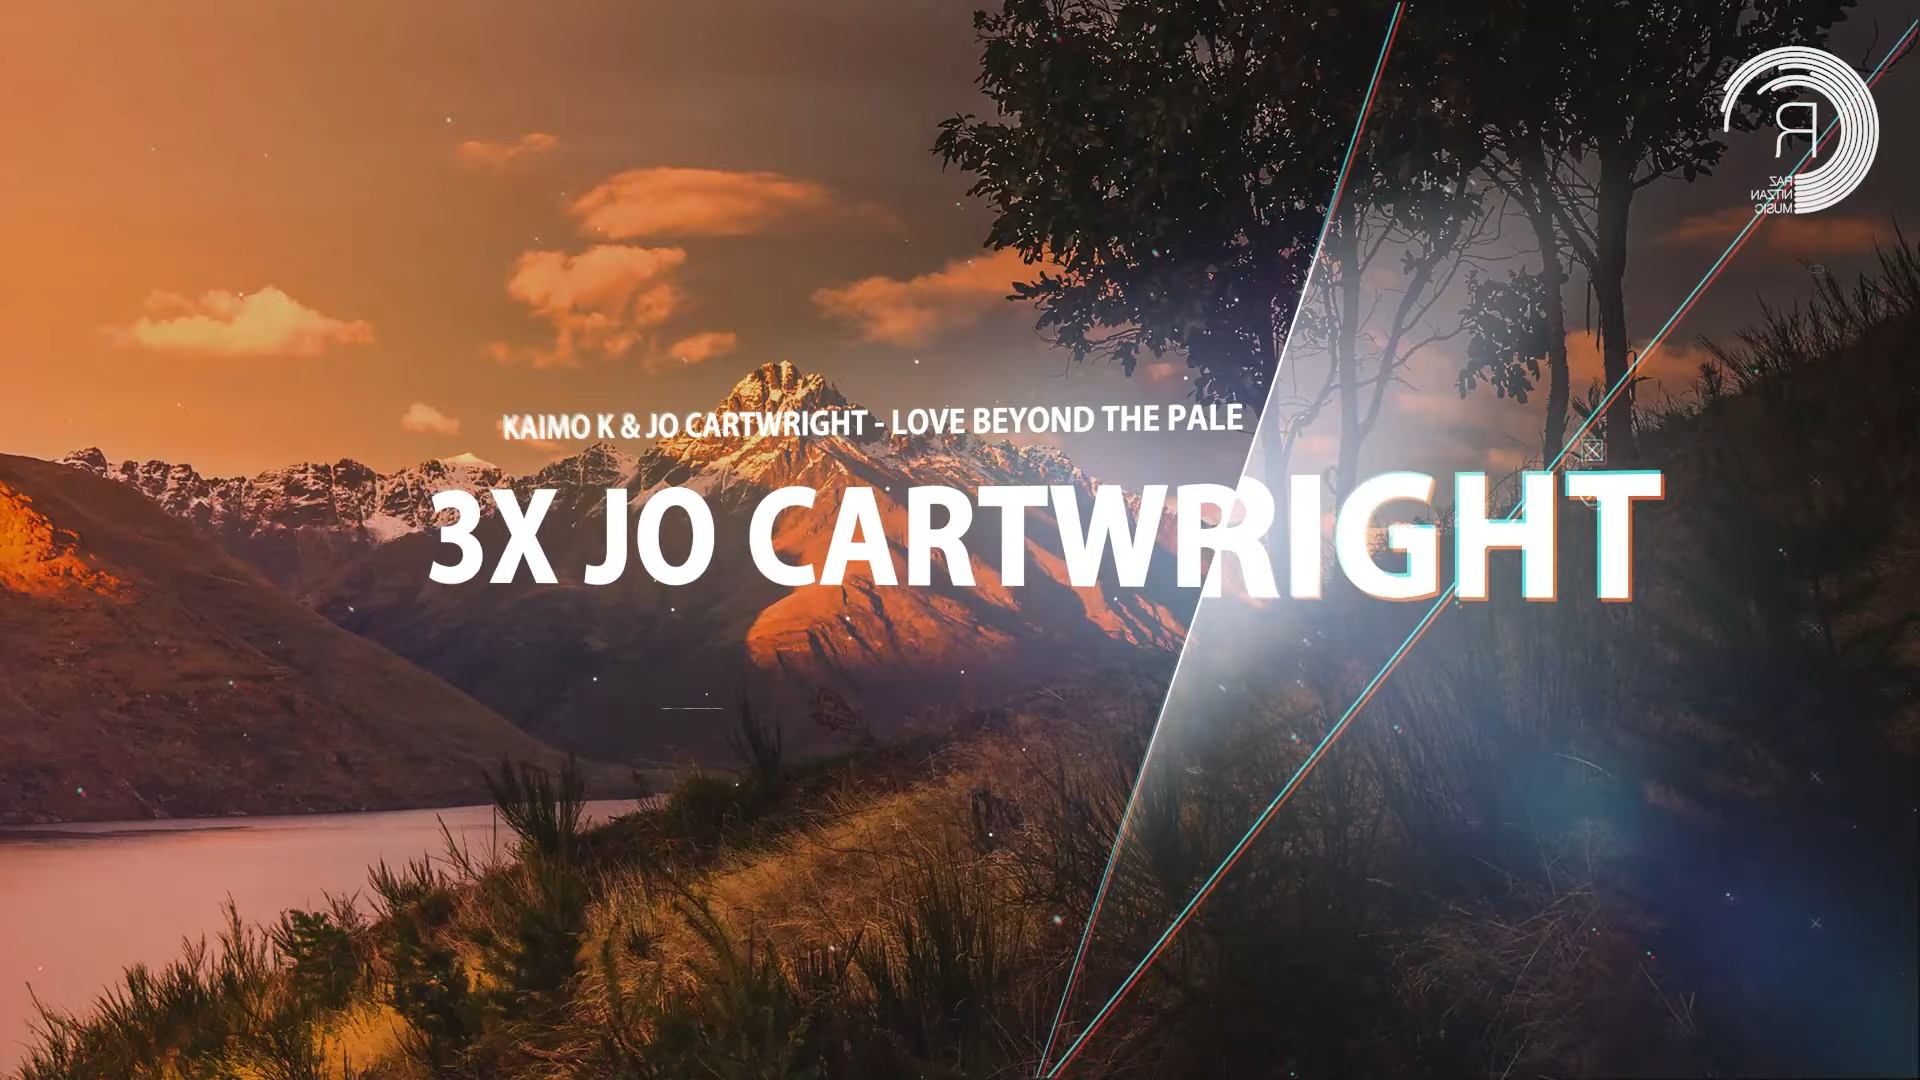 KAIMO K & JO CARTWRIGHT - LOVE BEYOND THE PALE
3X JO CARTWRIGHT
R
RAZ
NITZAN
MUSIC